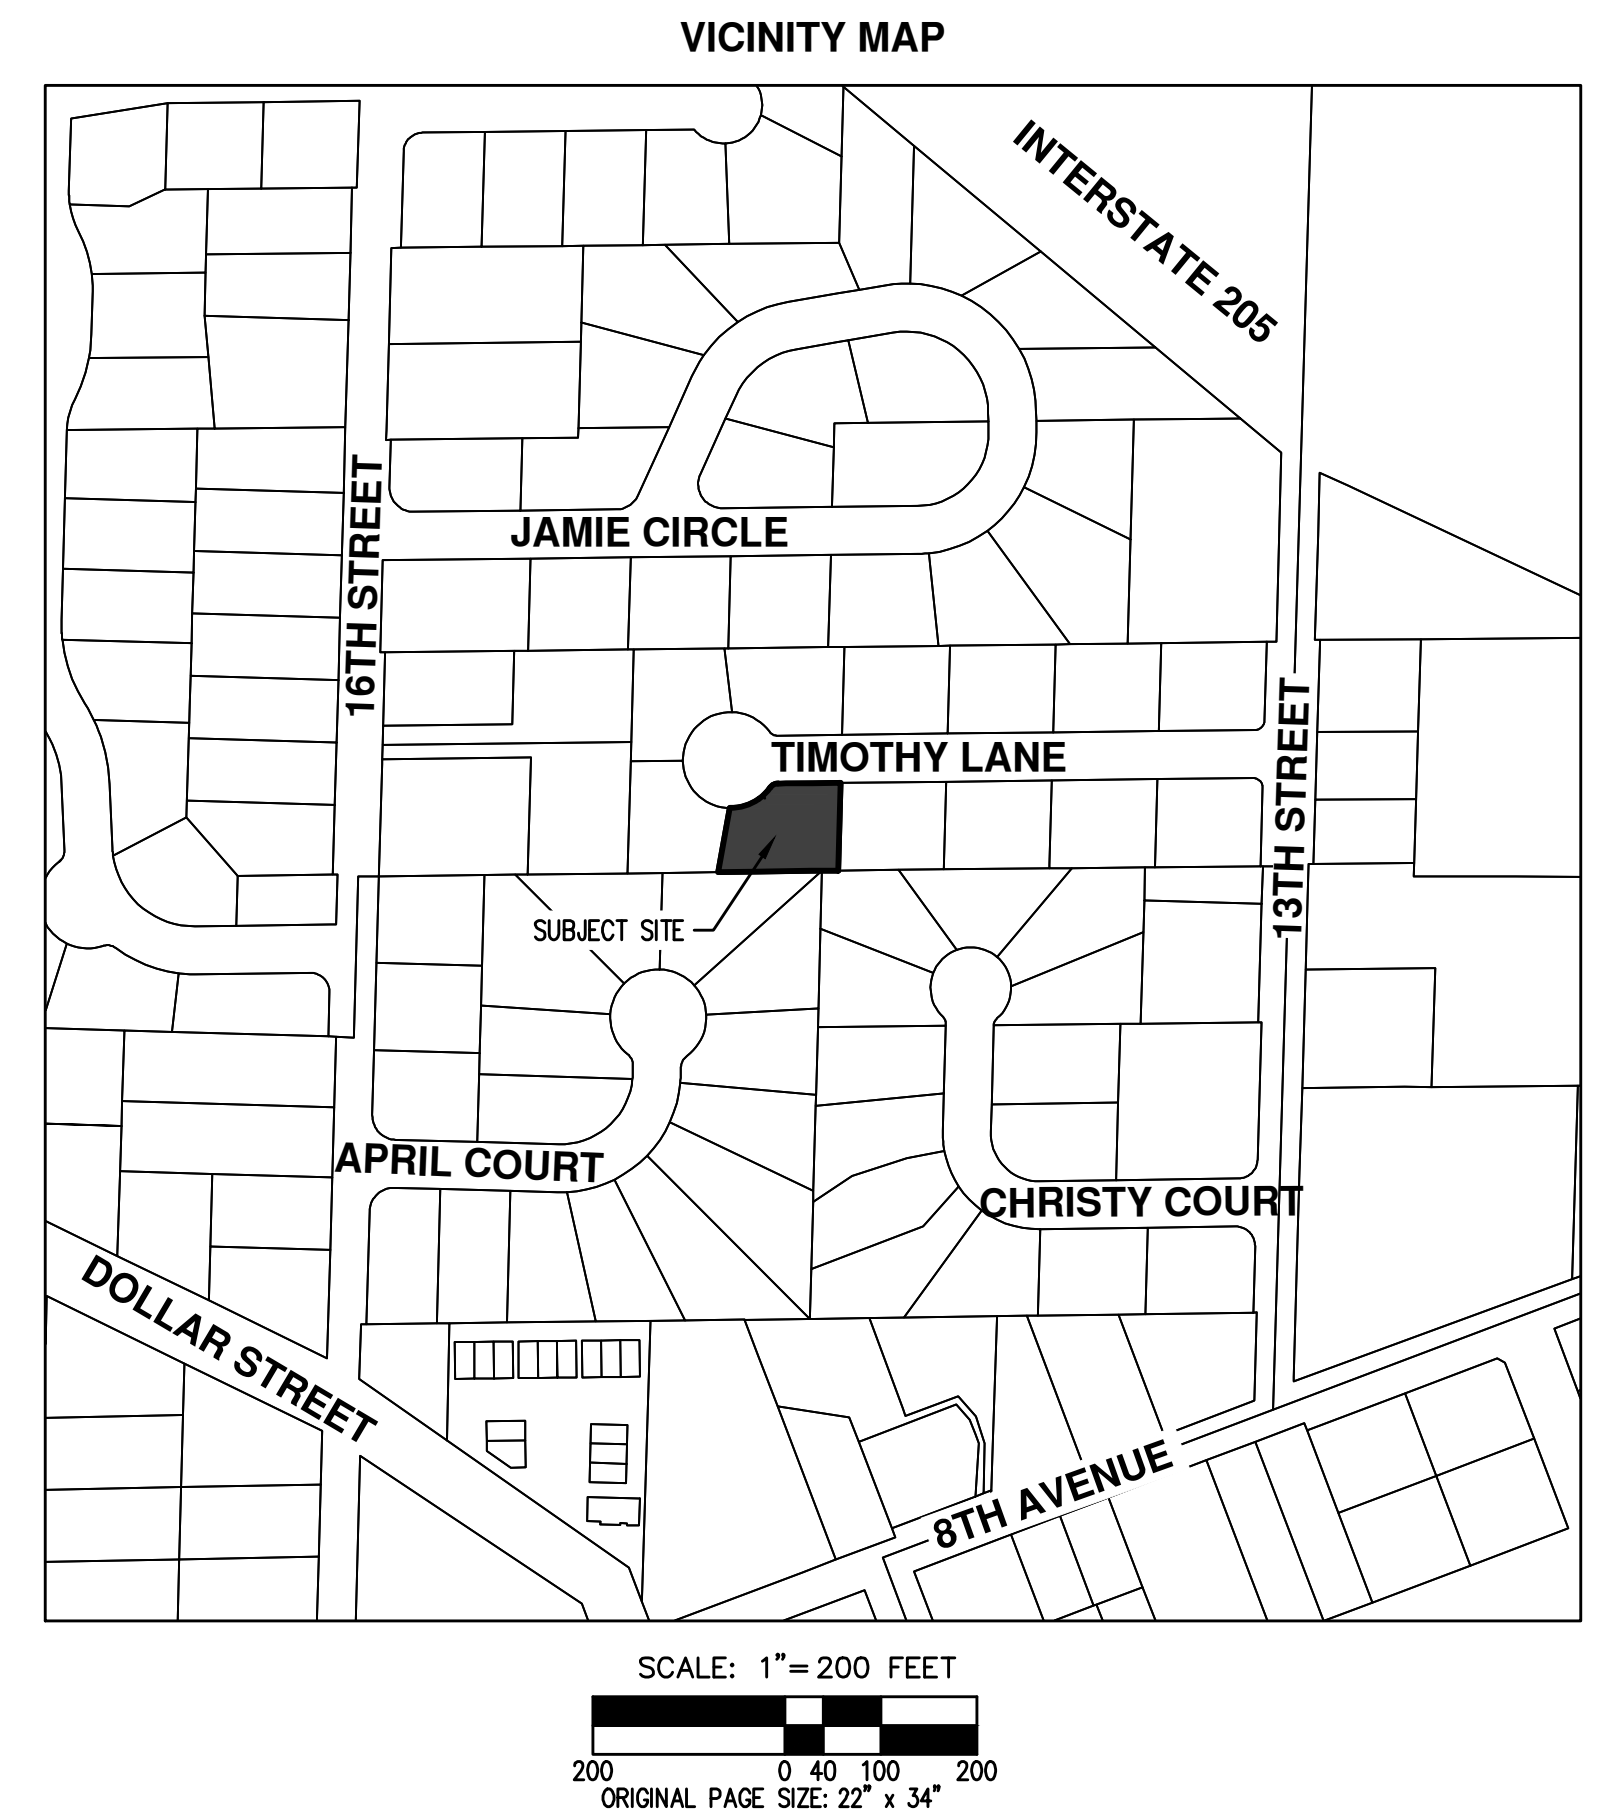 VICINITY MAP
INTERSTATE 205
16TH STREET
JAMIE CIRCLE
TIMOTHY LANE
13TH STREET
SUBJECT SITE
APRIL COURT
CHRISTY COURT
DOLLAR STREET
8TH AVENUE
SCALE: 1"=200 FEET
200 0 40 100 200
ORIGINAL PAGE SIZE: 22" x 34"